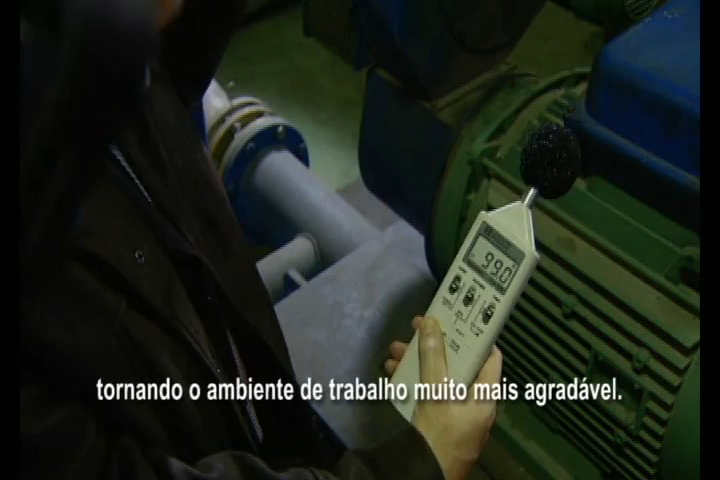 99.0
tornando o ambiente de trabalho muito mais agradável.